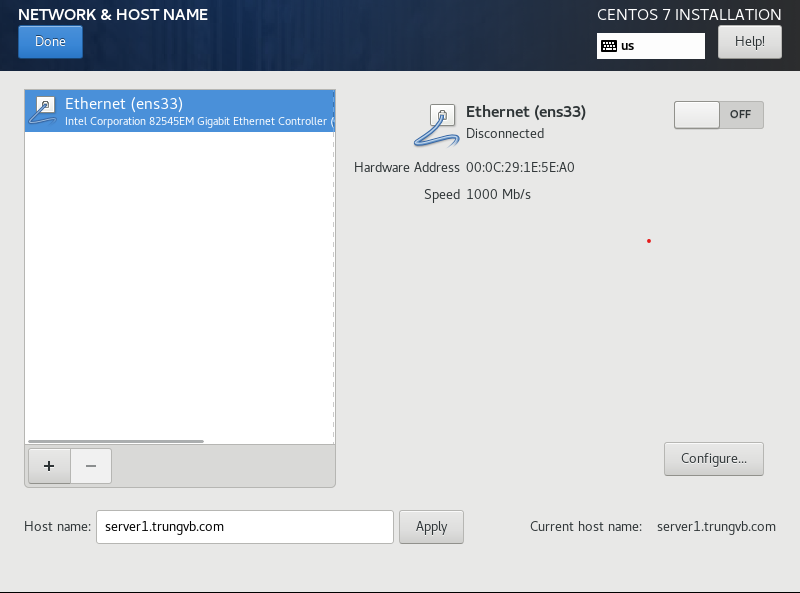 NETWORK & HOST NAME
CENTOS 7 INSTALLATION
Done
us
Help!
Ethernet (ens33)
Intel Corporation 82545EM Gigabit Ethernet Controller (
Ethernet (ens33)
Disconnected
OFF
Hardware Address 00:0C:29:1E:5E:A0
Speed 1000 Mb/s
+
−
Configure...
Host name: server1.trungvb.com
Apply
Current host name: server1.trungvb.com